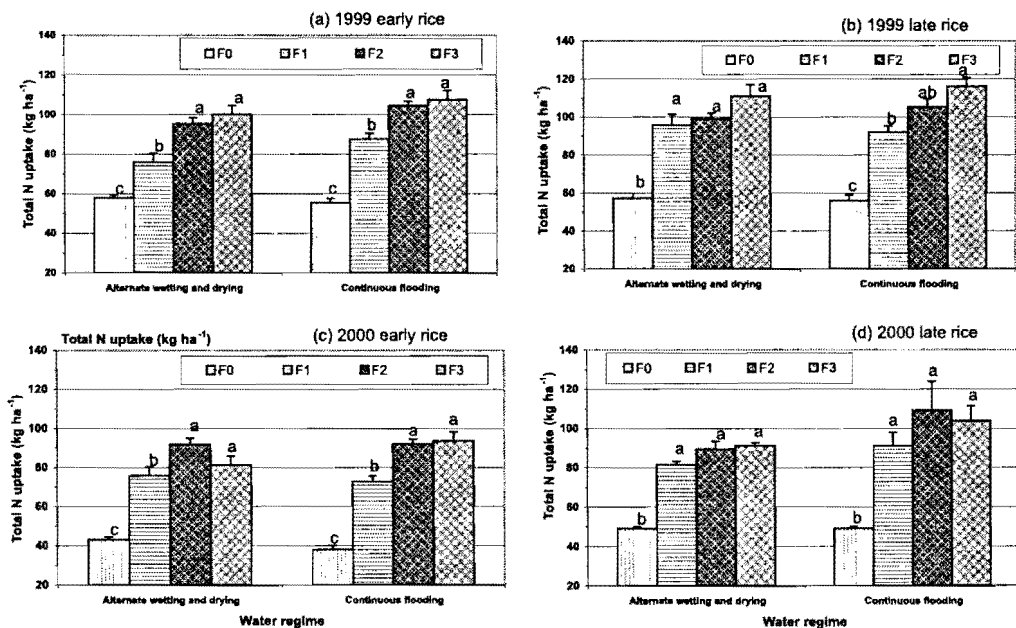 (a) 1999 early rice
140
120
100
80
60
40
20
Total N uptake (kg ha⁻¹)
F0 F1 F2 F3
c b a a
c b a a
Alternate wetting and drying Continuous flooding
(b) 1999 late rice
140
120
100
80
60
40
20
Total N uptake (kg ha⁻¹)
F0 F1 F2 F3
b a a a
c b ab a
Alternate wetting and drying Continuous flooding
(c) 2000 early rice
Total N uptake (kg ha⁻¹)
140
120
100
80
60
40
20
Total N uptake (kg ha⁻¹)
F0 F1 F2 F3
c b a a
c b a a
Alternate wetting and drying Continuous flooding
Water regime
(d) 2000 late rice
140
120
100
80
60
40
20
Total N uptake (kg ha⁻¹)
F0 F1 F2 F3
b a a a
b a a a
Alternate wetting and drying Continuous flooding
Water regime